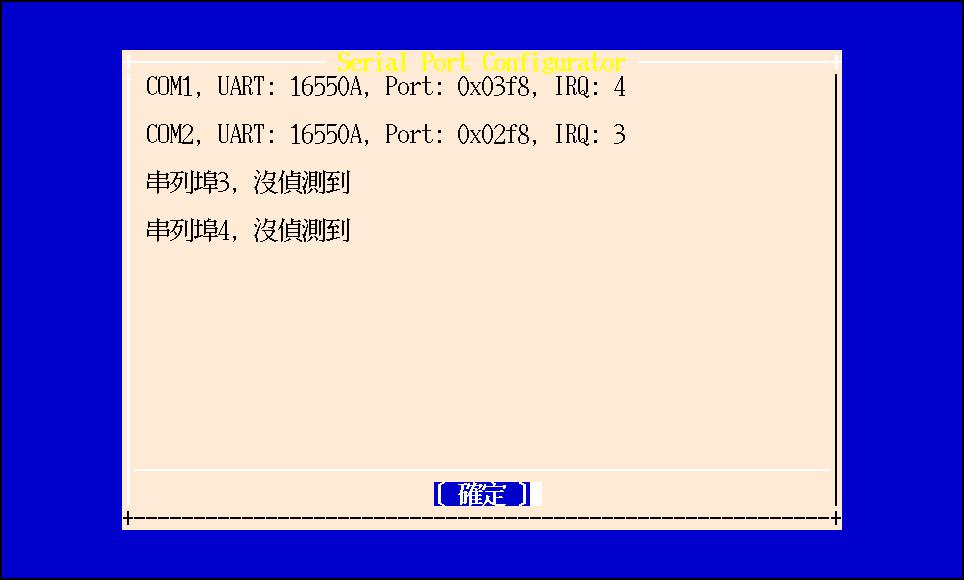 Serial Port Configurator
COM1, UART: 16550A, Port: 0x03f8, IRQ: 4
COM2, UART: 16550A, Port: 0x02f8, IRQ: 3
串列埠3, 沒偵測到
串列埠4, 沒偵測到
[ 確定 ]